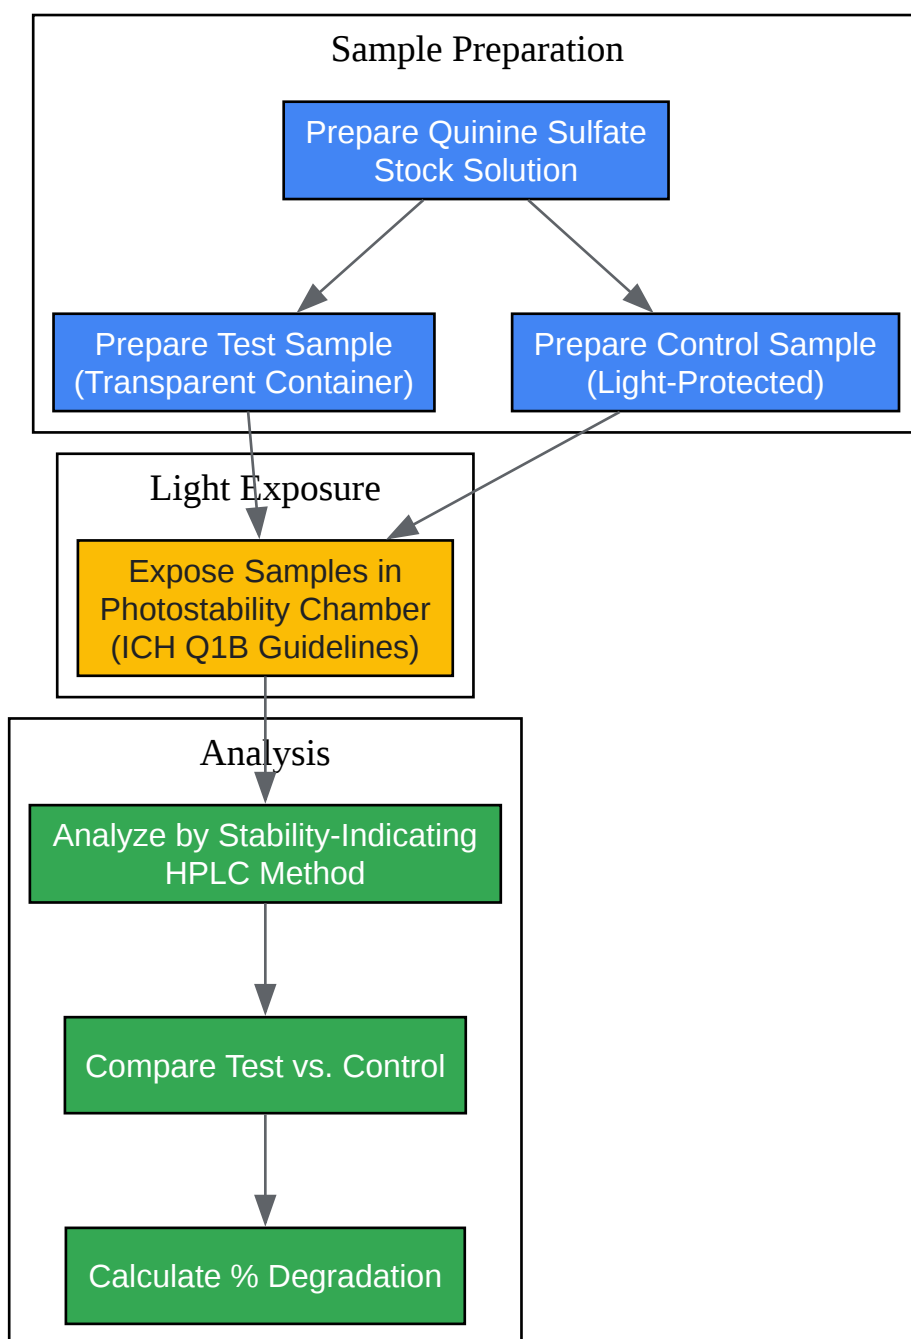 Sample Preparation
Prepare Quinine Sulfate
Stock Solution
Prepare Test Sample
(Transparent Container)
Prepare Control Sample
(Light-Protected)
Light Exposure
Expose Samples in
Photostability Chamber
(ICH Q1B Guidelines)
Analysis
Analyze by Stability-Indicating
HPLC Method
Compare Test vs. Control
Calculate % Degradation